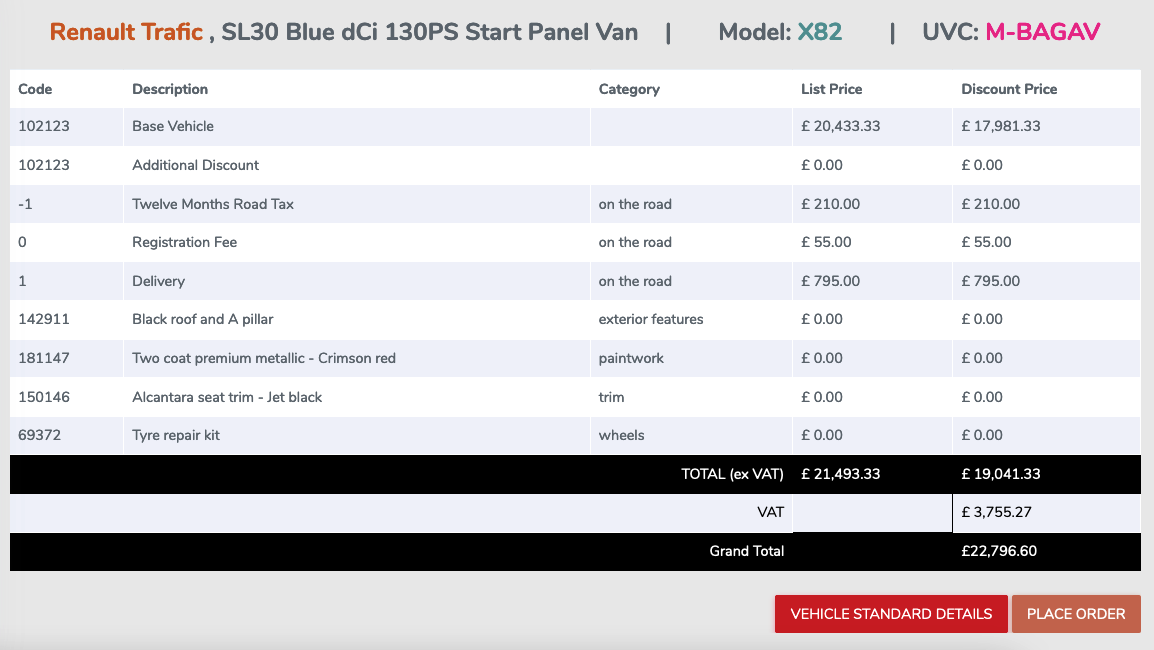 Renault Trafic , SL30 Blue dCi 130PS Start Panel Van | Model: X82 | UVC: M-BAGAV
Code Description Category List Price Discount Price
102123 Base Vehicle £ 20,433.33 £ 17,981.33
102123 Additional Discount £ 0.00 £ 0.00
-1 Twelve Months Road Tax on the road £ 210.00 £ 210.00
0 Registration Fee on the road £ 55.00 £ 55.00
1 Delivery on the road £ 795.00 £ 795.00
142911 Black roof and A pillar exterior features £ 0.00 £ 0.00
181147 Two coat premium metallic - Crimson red paintwork £ 0.00 £ 0.00
150146 Alcantara seat trim - Jet black trim £ 0.00 £ 0.00
69372 Tyre repair kit wheels £ 0.00 £ 0.00
TOTAL (ex VAT) £ 21,493.33 £ 19,041.33
VAT £ 3,755.27
Grand Total £22,796.60
VEHICLE STANDARD DETAILS PLACE ORDER